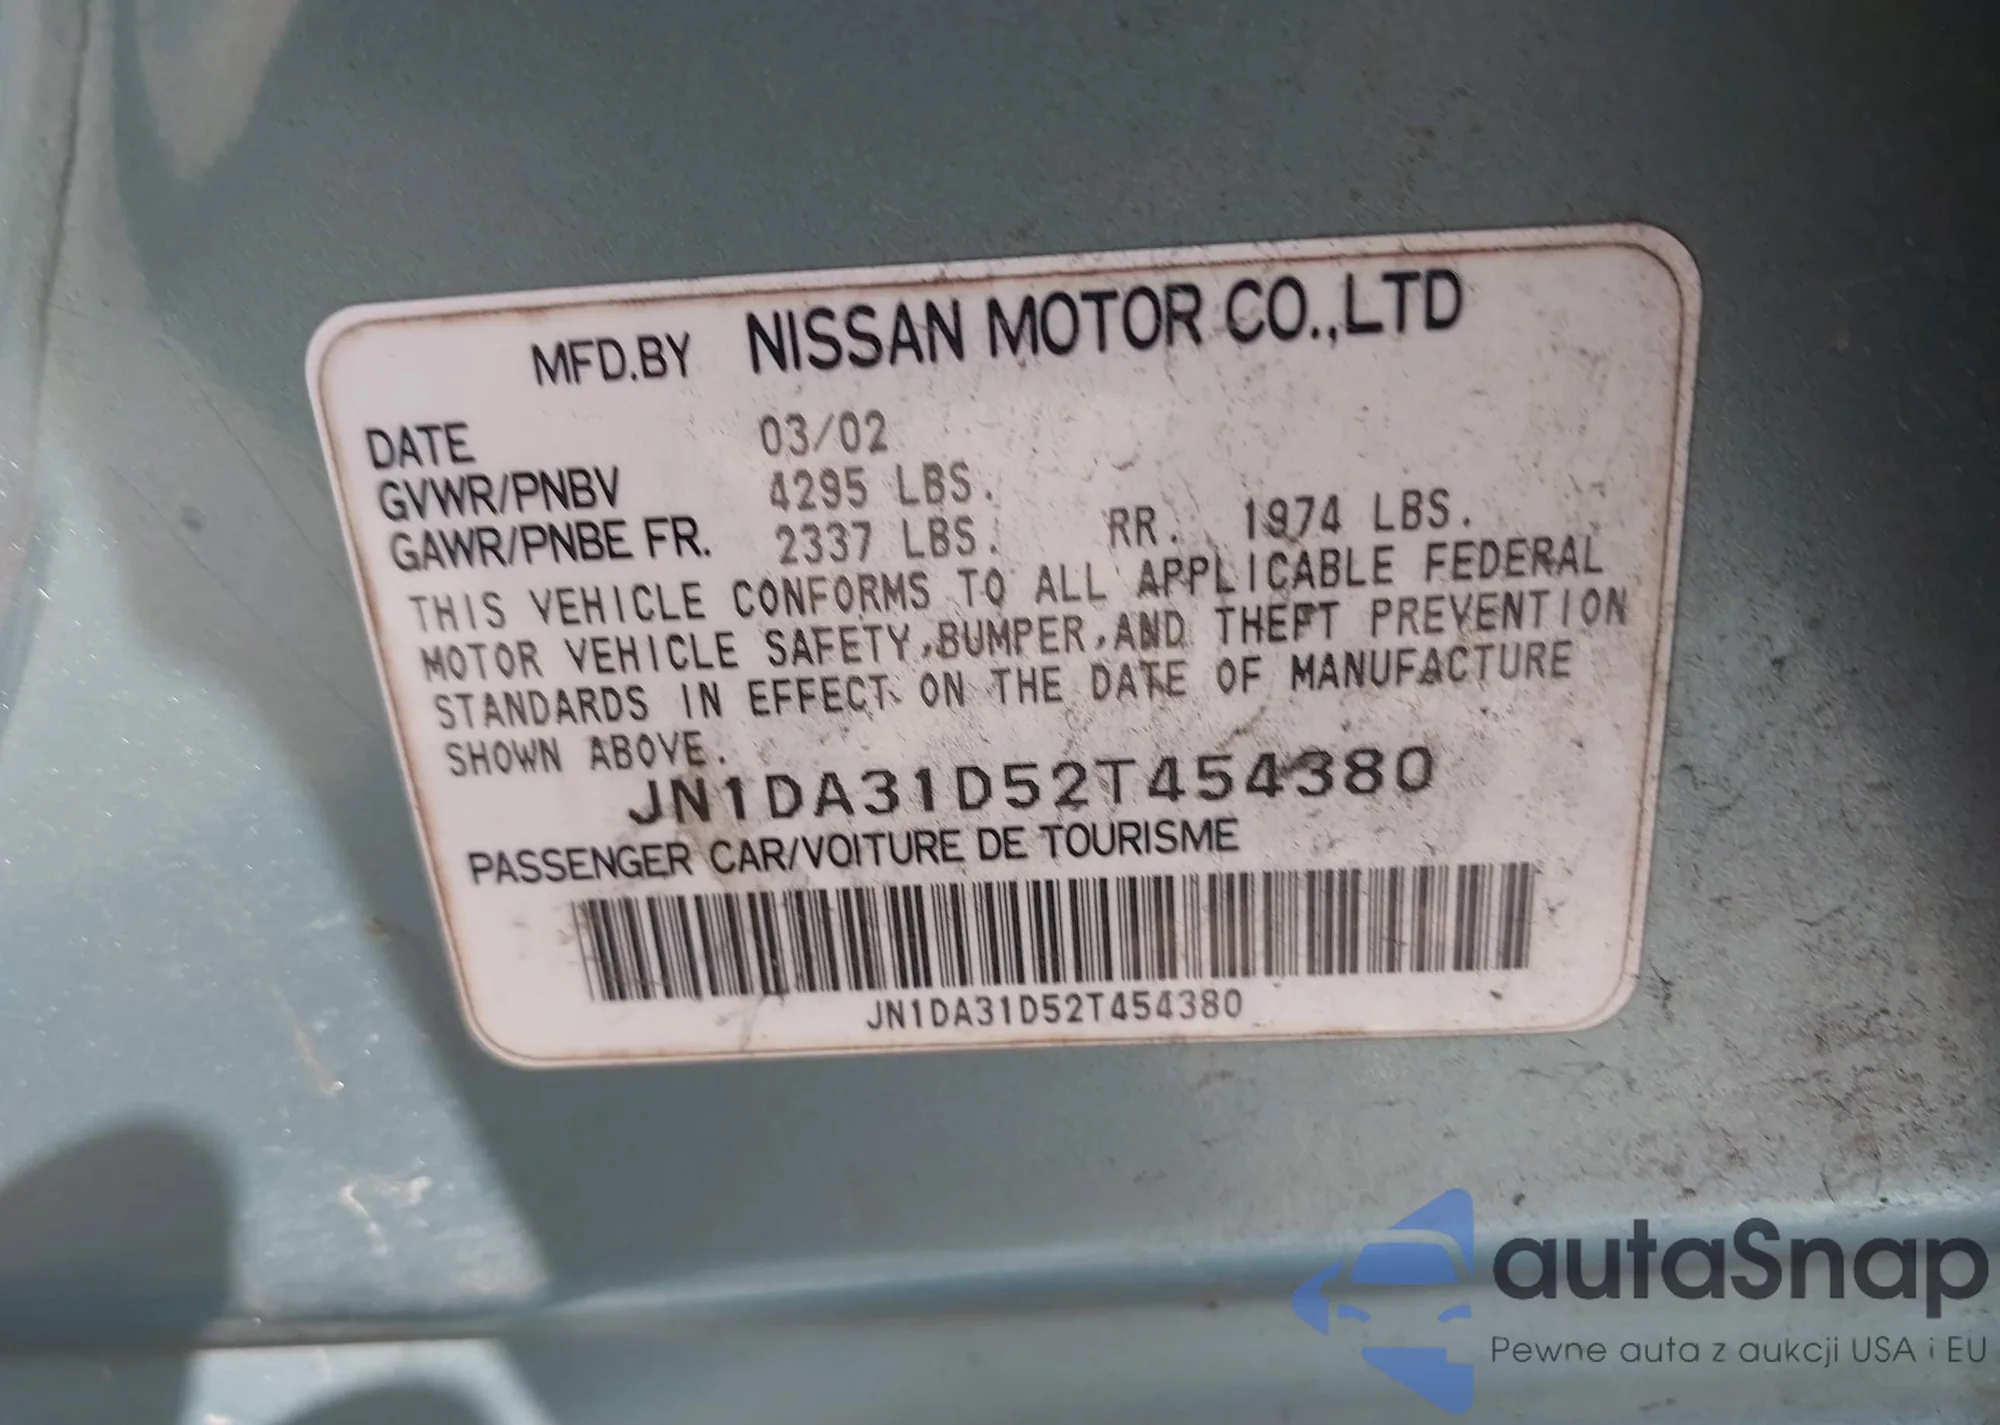 MFD.BY NISSAN MOTOR CO.,LTD
DATE 03/02
GVWR/PNBV 4295 LBS.
GAWR/PNBE FR. 2337 LBS. RR. 1974 LBS.
THIS VEHICLE CONFORMS TO ALL APPLICABLE FEDERAL
MOTOR VEHICLE SAFETY,BUMPER,AND THEFT PREVENTION
STANDARDS IN EFFECT ON THE DATE OF MANUFACTURE
SHOWN ABOVE.
JN1DA31D52T454380
PASSENGER CAR/VOITURE DE TOURISME
JN1DA31D52T454380
autaSnap
Pewne auta z aukcji USA i EU